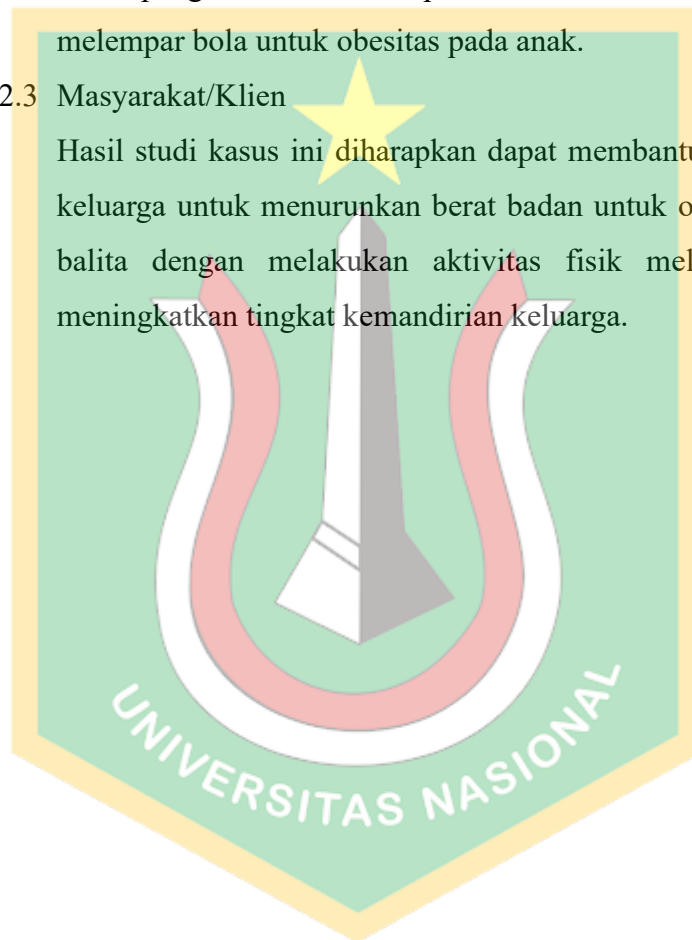 melempar bola untuk obesitas pada anak.
2.3 Masyarakat/Klien
Hasil studi kasus ini diharapkan dapat membantu
keluarga untuk menurunkan berat badan untuk o
balita dengan melakukan aktivitas fisik mel
meningkatkan tingkat kemandirian keluarga.
UNIVERSITAS NASIONAL